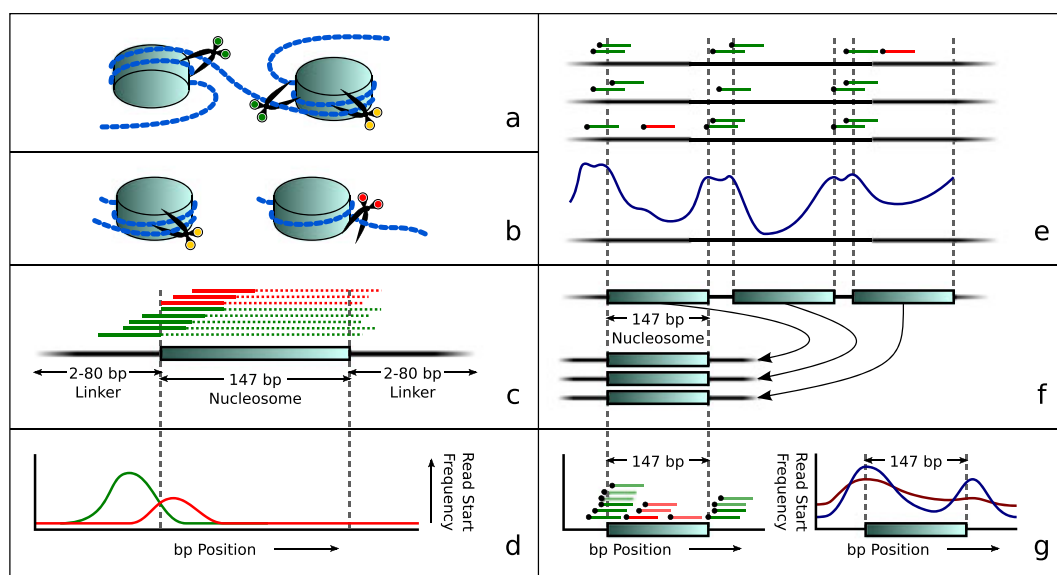 a
b
2-80 bp
Linker
147 bp
Nucleosome
2-80 bp
Linker
c
Read Start
Frequency
bp Position
d
e
147 bp
Nucleosome
f
147 bp
bp Position
Read Start
Frequency
147 bp
bp Position
g